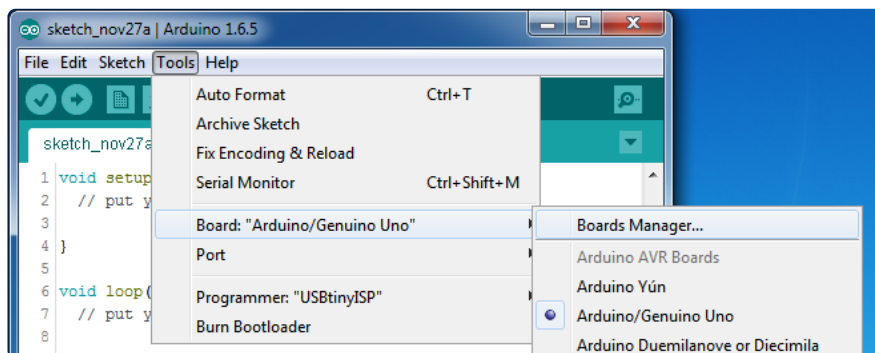 sketch_nov27a | Arduino 1.6.5
File Edit Sketch Tools Help
Auto Format Ctrl+T
Archive Sketch
sketch_nov27a
Fix Encoding & Reload
1 void setup
Serial Monitor Ctrl+Shift+M
2 // put y
3
Board: "Arduino/Genuino Uno"
Boards Manager...
4 }
Port
Arduino AVR Boards
5
Arduino Yún
6 void loop(
Programmer: "USBtinyISP"
Arduino/Genuino Uno
7 // put y
Burn Bootloader
8
Arduino Duemilanove or Diecimila